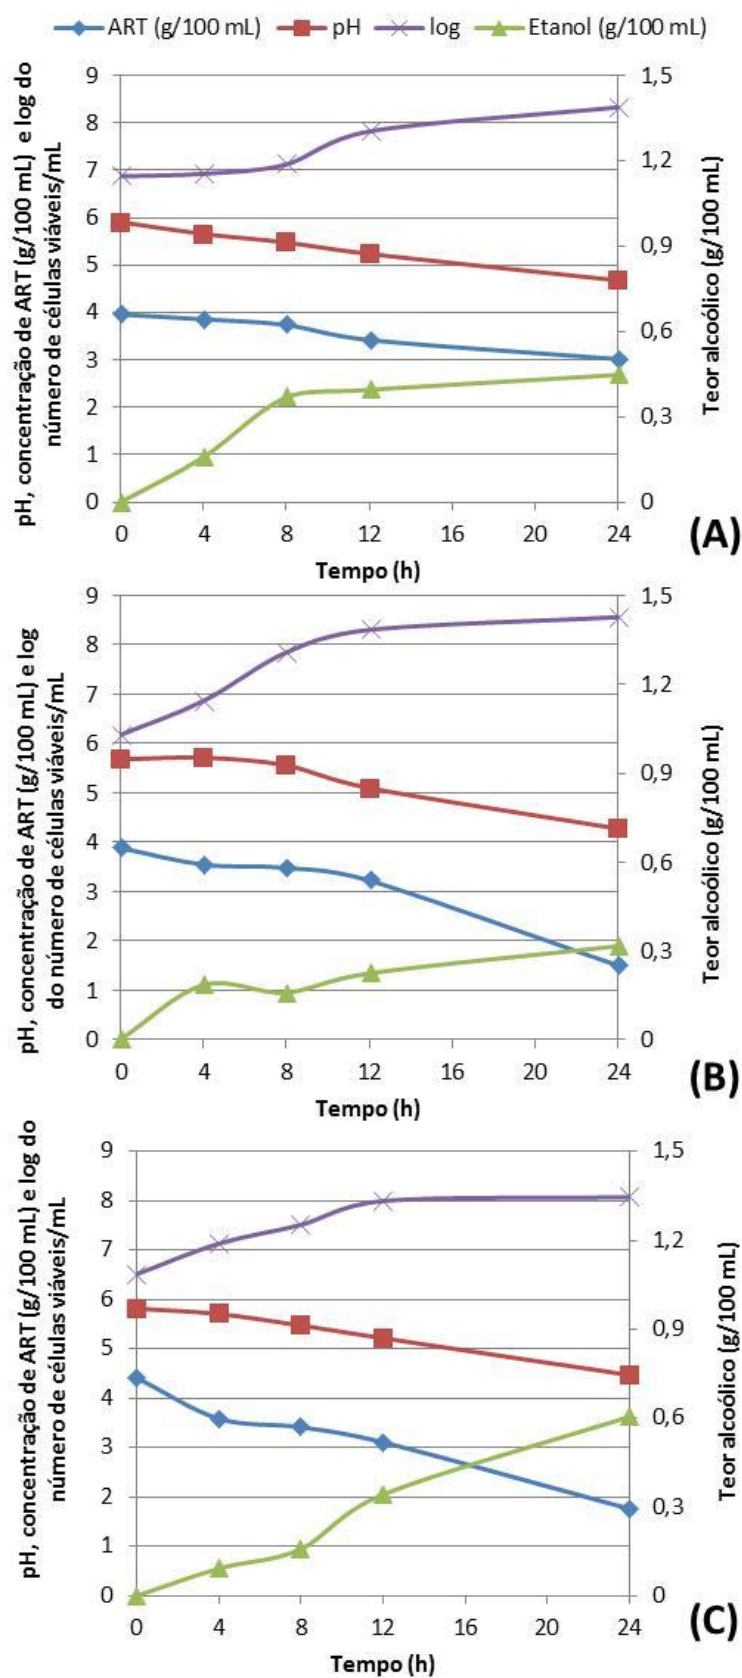 ART (g/100 mL) pH log Etanol (g/100 mL)
pH, concentração de ART (g/100 mL) e log do
número de células viáveis/mL
9
8
7
6
5
4
3
2
1
0
1,5
1,2
0,9
0,6
0,3
0
Teor alcoólico (g/100 mL)
0 4 8 12 16 20 24
Tempo (h)
(A)
pH, concentração de ART (g/100 mL) e log
do número de células viáveis/mL
9
8
7
6
5
4
3
2
1
0
1,5
1,2
0,9
0,6
0,3
0
Teor alcoólico (g/100 mL)
0 4 8 12 16 20 24
Tempo (h)
(B)
pH, concentração de ART (g/100 mL) e log do
número de células viáveis/mL
9
8
7
6
5
4
3
2
1
0
1,5
1,2
0,9
0,6
0,3
0
Teor alcoólico (g/100 mL)
0 4 8 12 16 20 24
Tempo (h)
(C)